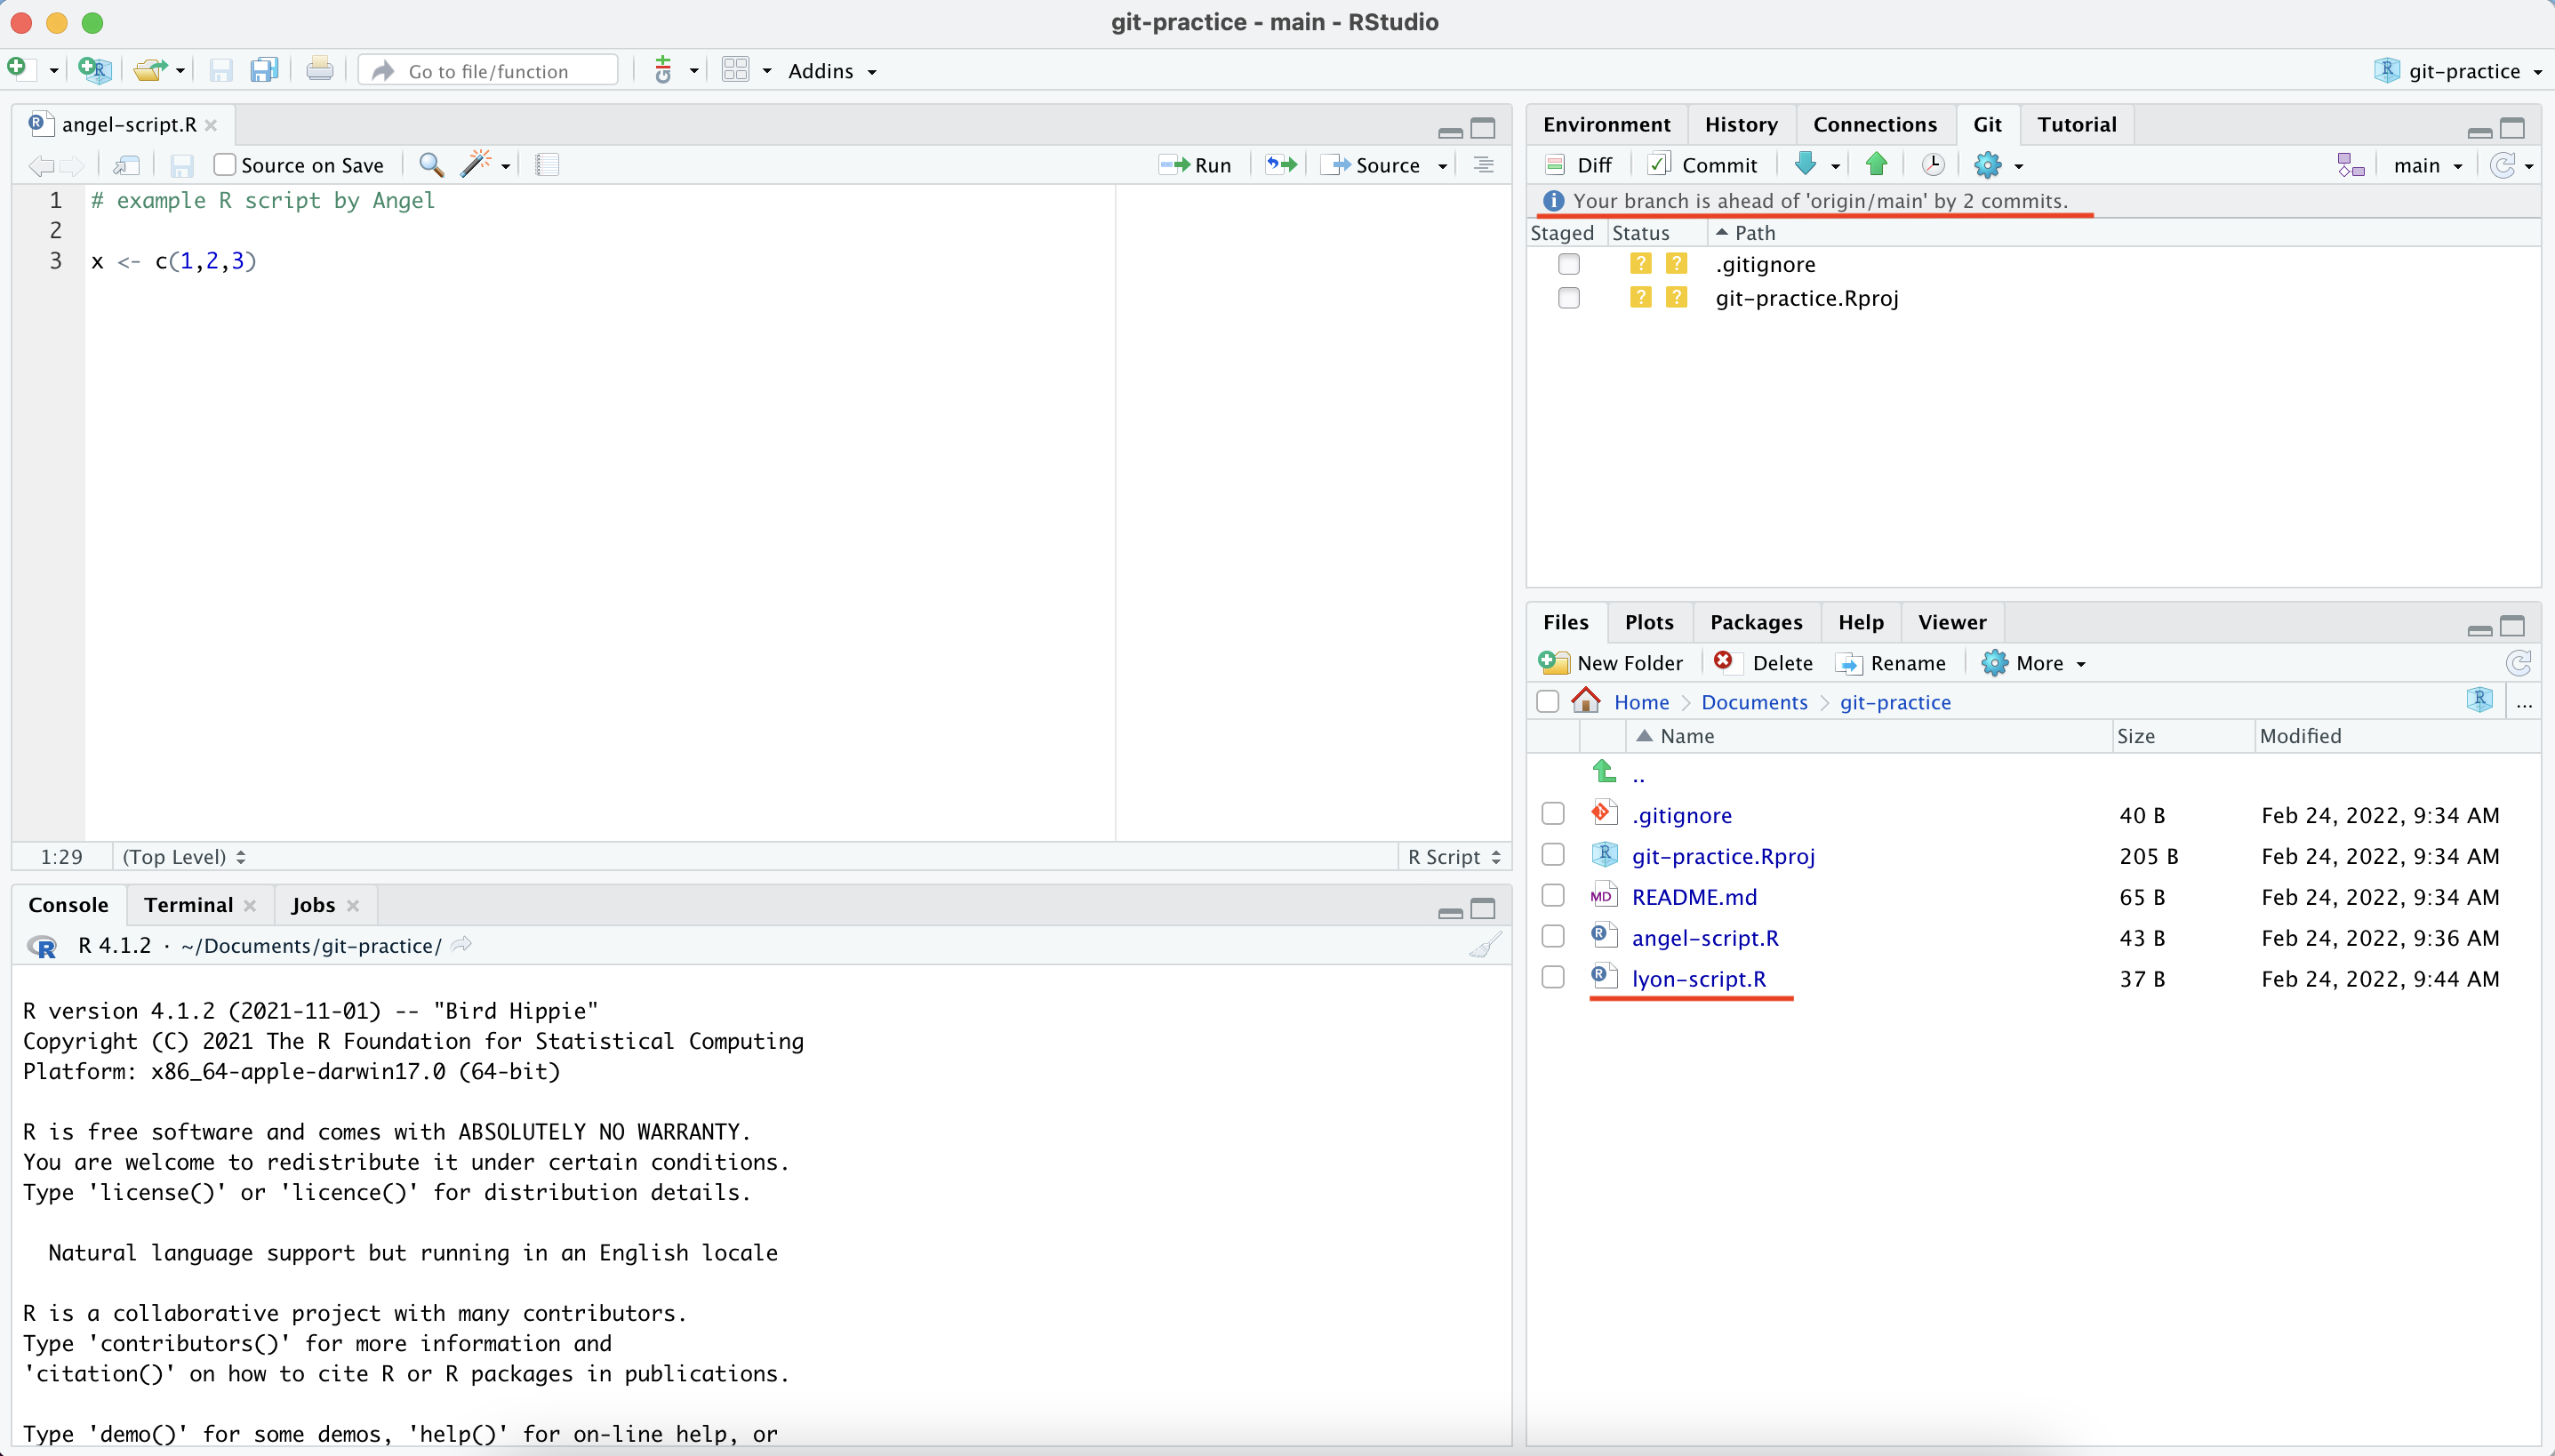 git-practice - main - RStudio
Go to file/function
Addins
git-practice
angel-script.R
Source on Save
Run
Source
1 # example R script by Angel
2
3 x <- c(1,2,3)
1:29 (Top Level) R Script
Console Terminal Jobs
R 4.1.2 · ~/Documents/git-practice/
R version 4.1.2 (2021-11-01) -- "Bird Hippie"
Copyright (C) 2021 The R Foundation for Statistical Computing
Platform: x86_64-apple-darwin17.0 (64-bit)
R is free software and comes with ABSOLUTELY NO WARRANTY.
You are welcome to redistribute it under certain conditions.
Type 'license()' or 'licence()' for distribution details.
Natural language support but running in an English locale
R is a collaborative project with many contributors.
Type 'contributors()' for more information and
'citation()' on how to cite R or R packages in publications.
Type 'demo()' for some demos, 'help()' for on-line help, or
Environment History Connections Git Tutorial
Diff Commit main
Your branch is ahead of 'origin/main' by 2 commits.
Staged Status Path
? ? .gitignore
? ? git-practice.Rproj
Files Plots Packages Help Viewer
New Folder Delete Rename More
Home Documents git-practice ...
Name Size Modified
..
.gitignore 40 B Feb 24, 2022, 9:34 AM
git-practice.Rproj 205 B Feb 24, 2022, 9:34 AM
README.md 65 B Feb 24, 2022, 9:34 AM
angel-script.R 43 B Feb 24, 2022, 9:36 AM
lyon-script.R 37 B Feb 24, 2022, 9:44 AM